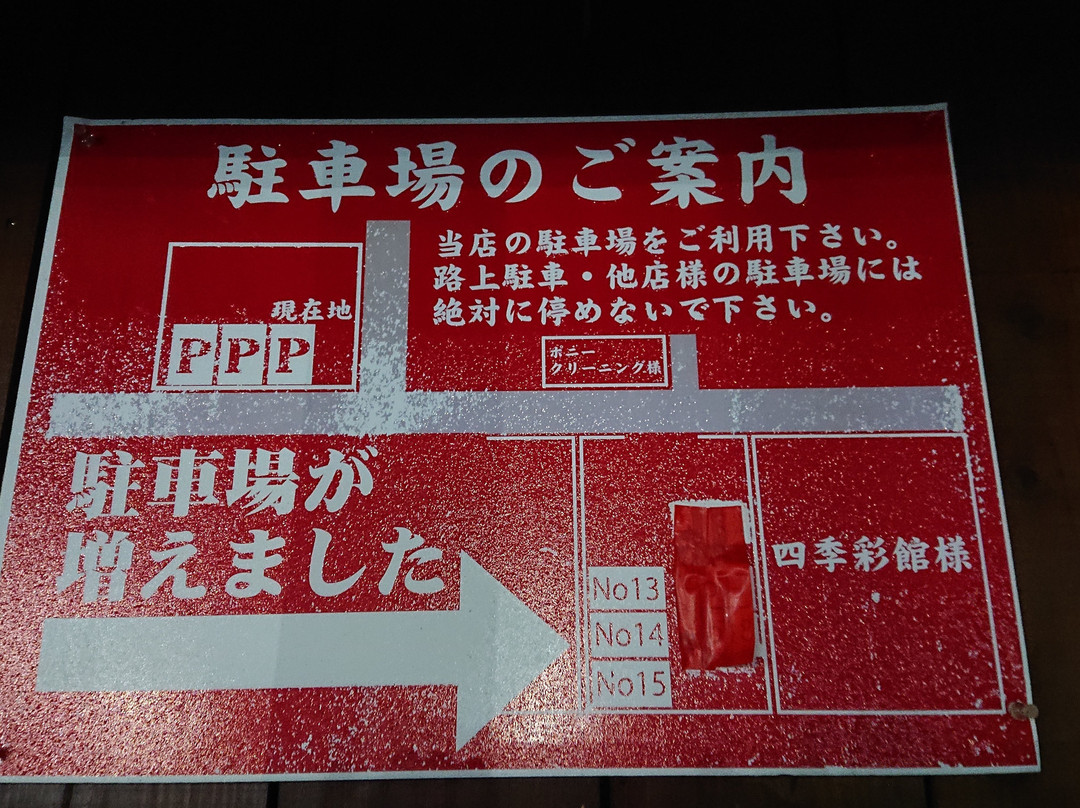 駐車場のご案内
当店の駐車場をご利用下さい。
路上駐車・他店様の駐車場には
絶対に停めないで下さい。
現在地
P P P
ポニー
クリーニング様
駐車場が
増えました
四季彩館様
No13
No14
No15